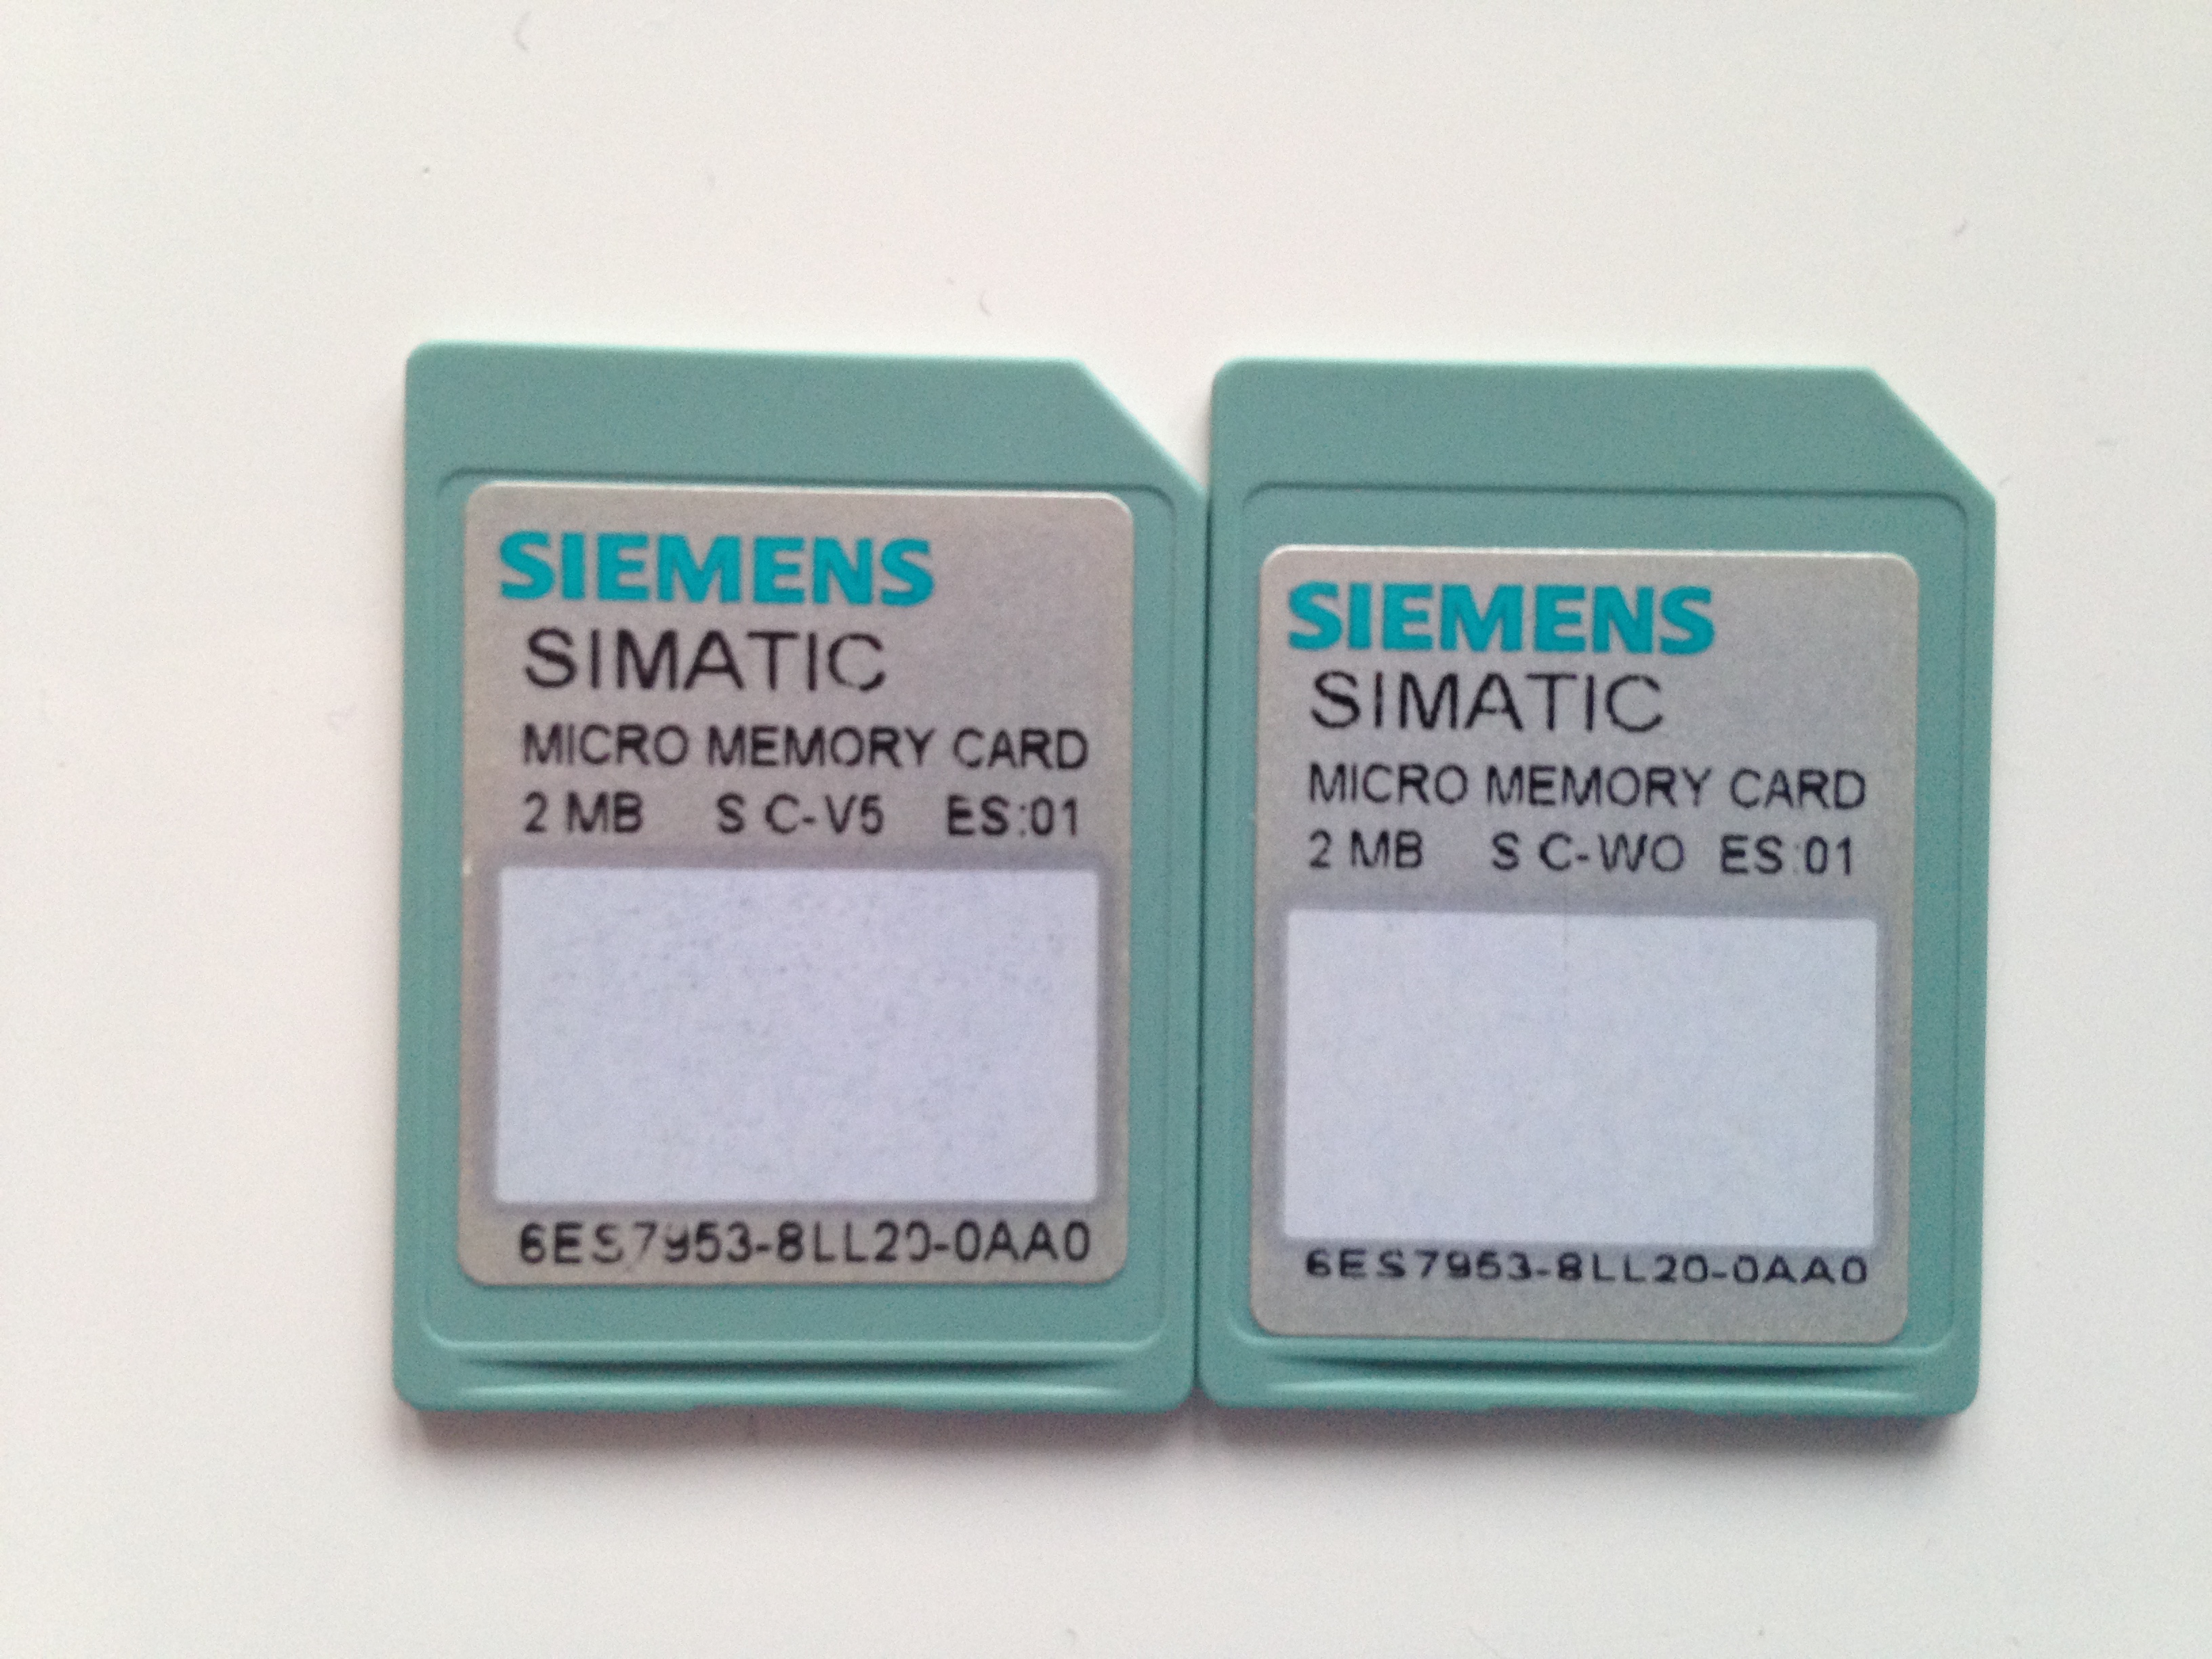 SIEMENS
SIMATIC
MICRO MEMORY CARD
2 MB S C-V5 ES:01
6ES7953-8LL20-0AA0
SIEMENS
SIMATIC
MICRO MEMORY CARD
2 MB S C-WO ES:01
6ES7953-8LL20-0AA0